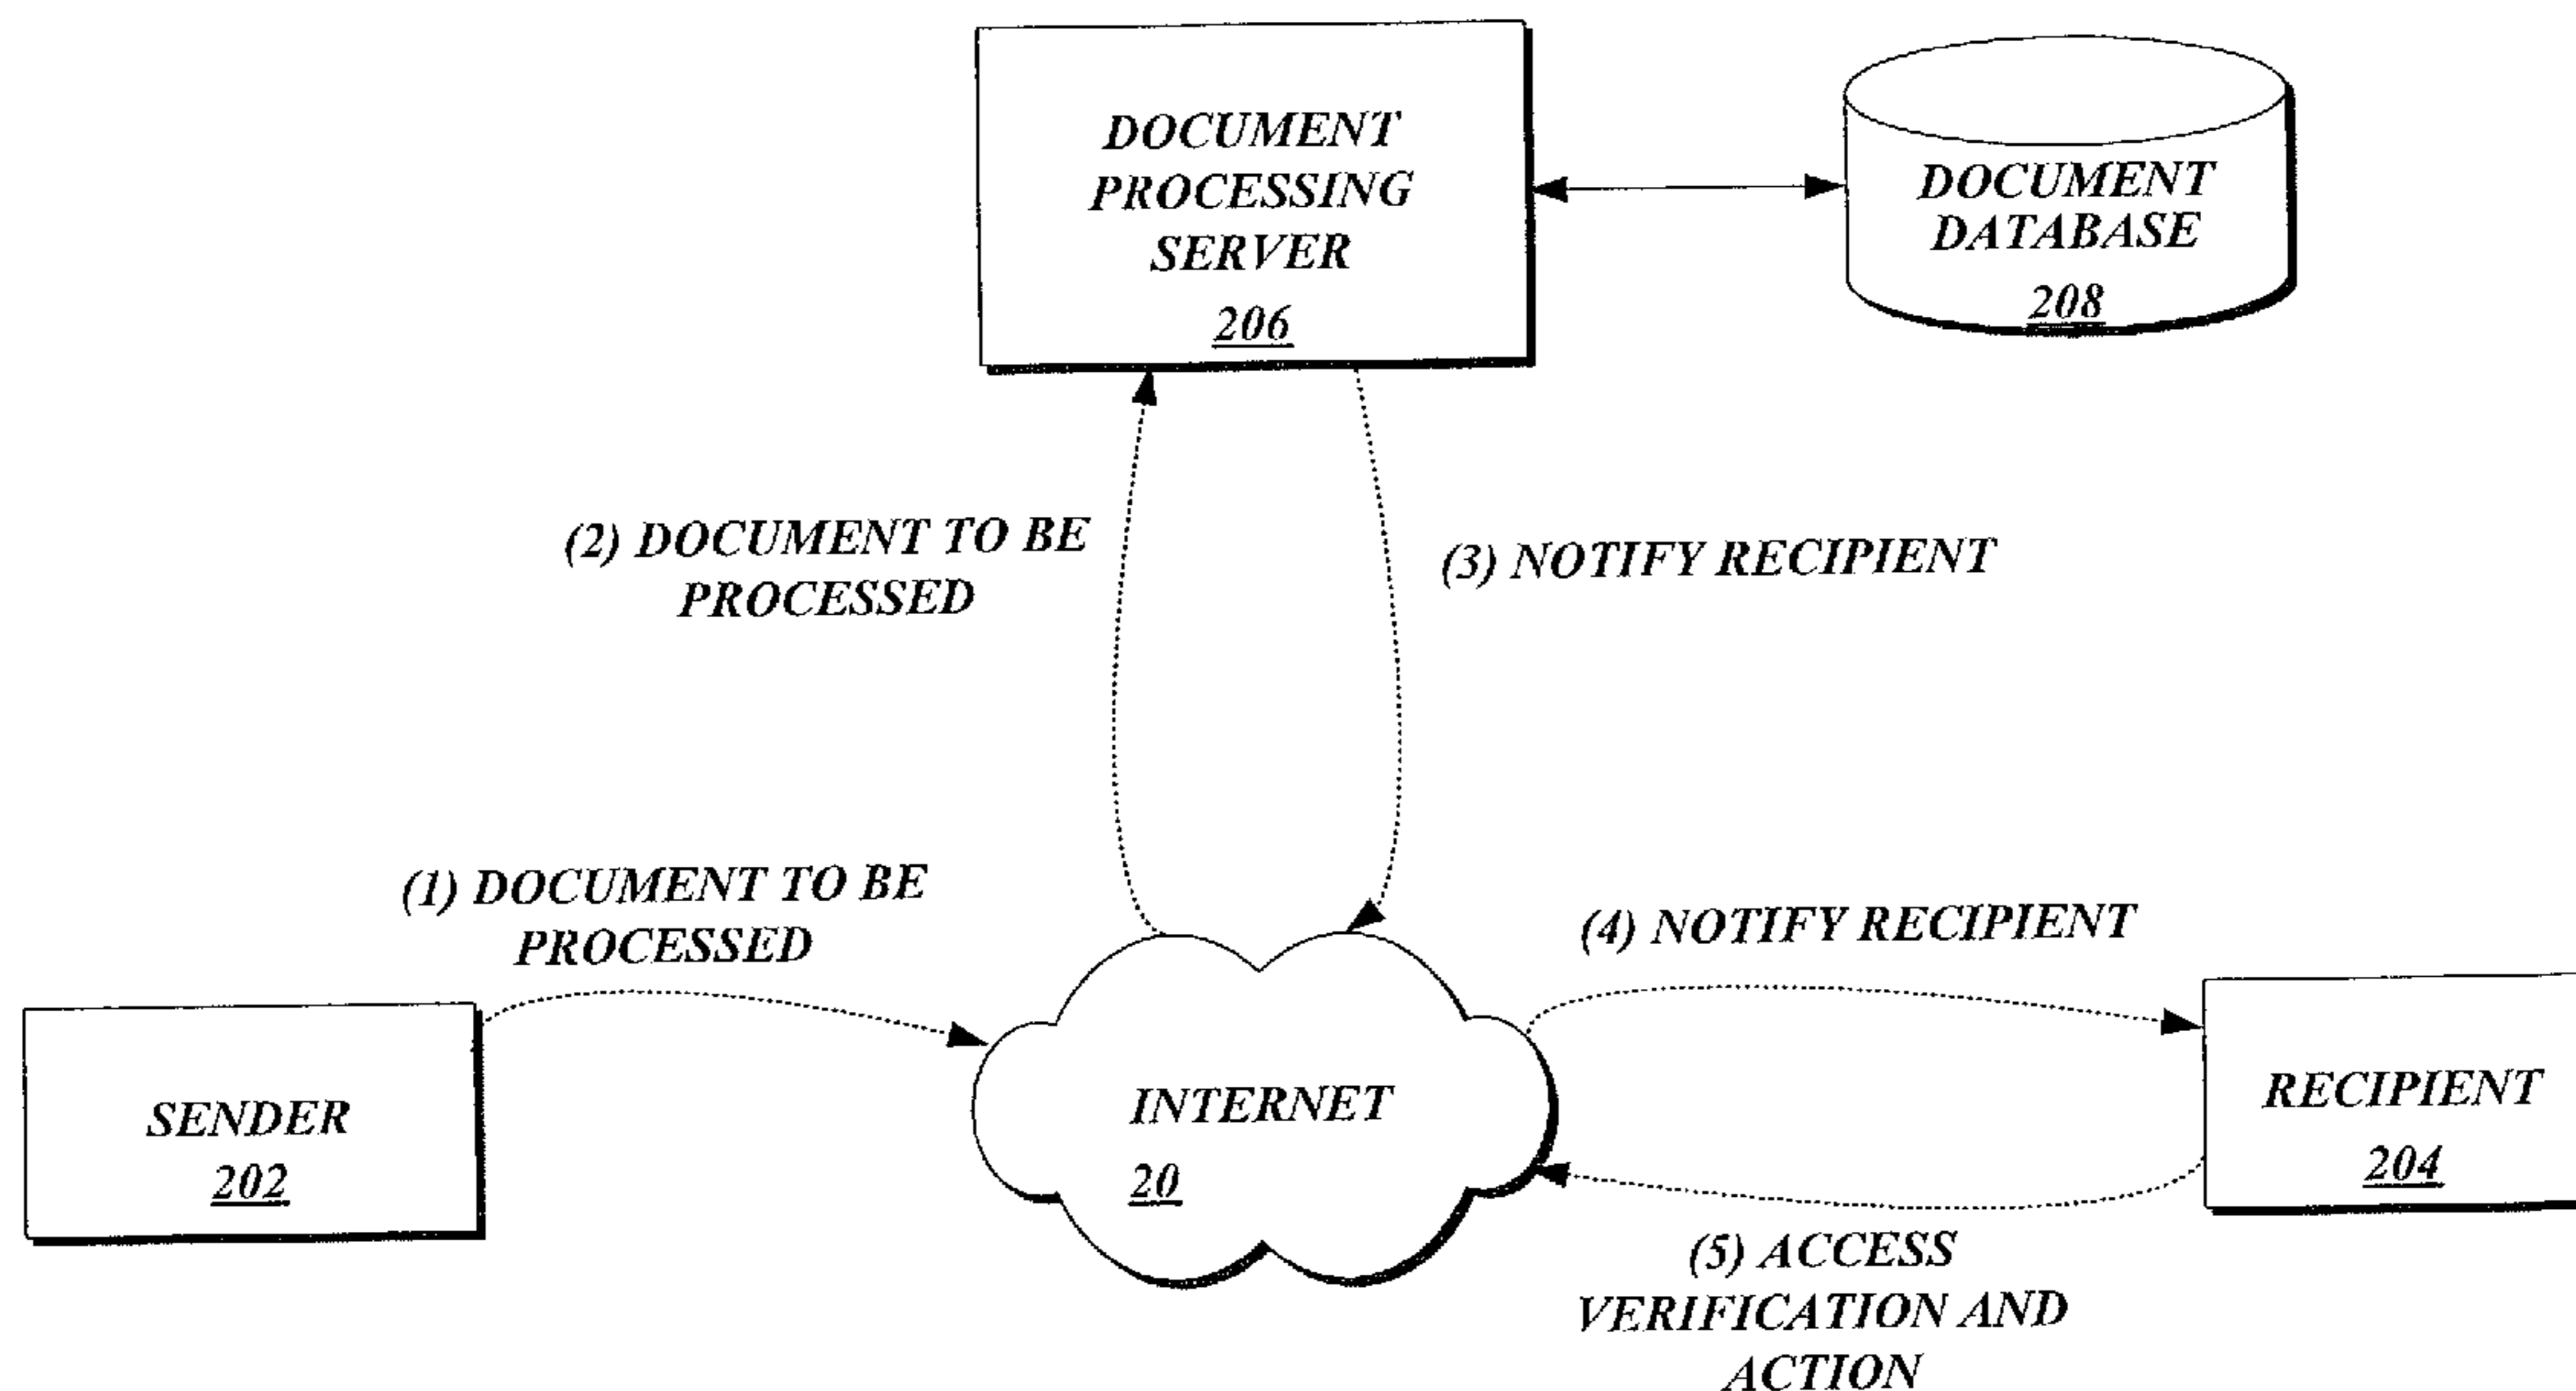 DOCUMENT
PROCESSING
SERVER
206
DOCUMENT
DATABASE
208
(2) DOCUMENT TO BE
PROCESSED
(3) NOTIFY RECIPIENT
(1) DOCUMENT TO BE
PROCESSED
(4) NOTIFY RECIPIENT
SENDER
202
INTERNET
20
RECIPIENT
204
(5) ACCESS
VERIFICATION AND
ACTION